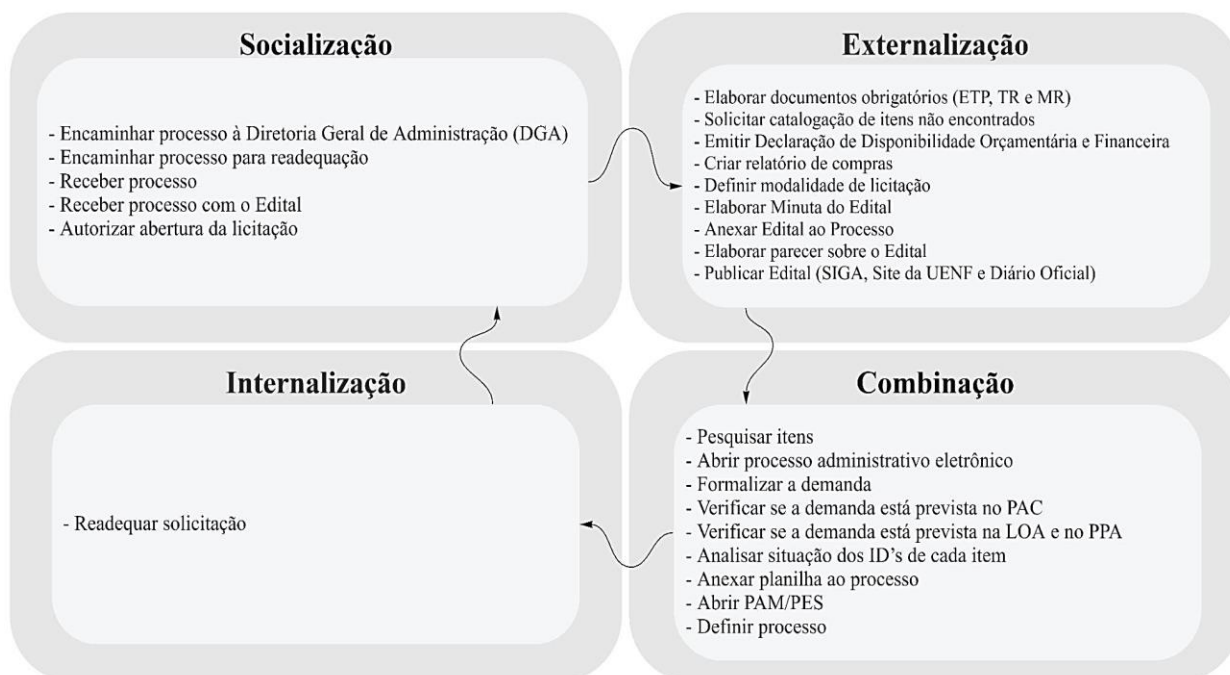 Socialização
- Encaminhar processo à Diretoria Geral de Administração (DGA)
- Encaminhar processo para readequação
- Receber processo
- Receber processo com o Edital
- Autorizar abertura da licitação
Externalização
- Elaborar documentos obrigatórios (ETP, TR e MR)
- Solicitar catalogação de itens não encontrados
- Emitir Declaração de Disponibilidade Orçamentária e Financeira
- Criar relatório de compras
- Definir modalidade de licitação
- Elaborar Minuta do Edital
- Anexar Edital ao Processo
- Elaborar parecer sobre o Edital
- Publicar Edital (SIGA, Site da UENF e Diário Oficial)
Internalização
- Readequar solicitação
Combinação
- Pesquisar itens
- Abrir processo administrativo eletrônico
- Formalizar a demanda
- Verificar se a demanda está prevista no PAC
- Verificar se a demanda está prevista na LOA e no PPA
- Analisar situação dos ID's de cada item
- Anexar planilha ao processo
- Abrir PAM/PES
- Definir processo